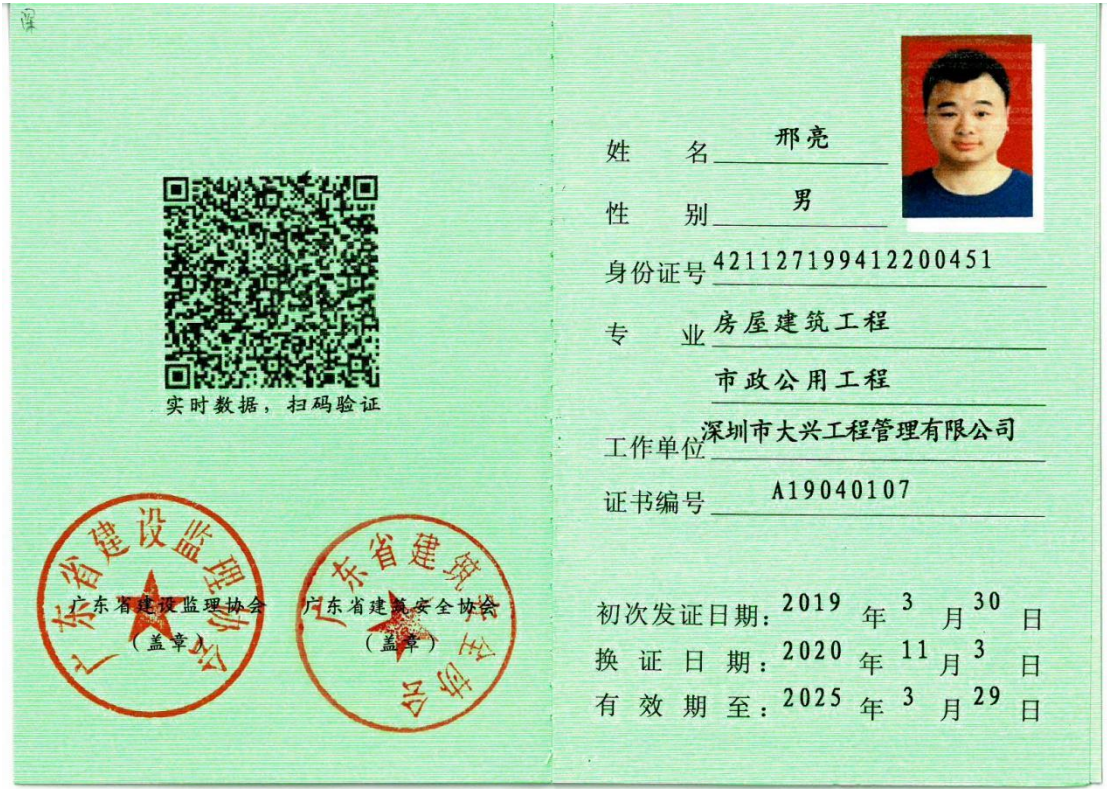 深
实时数据，扫码验证
广东省建设监理协会
广东省建设监理协会
（盖章）
广东省建筑安全协会
广东省建筑安全协会
（盖章）
姓 名 邢亮
性 别 男
身份证号 421127199412200451
专 业 房屋建筑工程
市政公用工程
工作单位 深圳市大兴工程管理有限公司
证书编号 A19040107
初次发证日期：2019 年 3 月 30 日
换证日期：2020 年 11 月 3 日
有效期至：2025 年 3 月 29 日